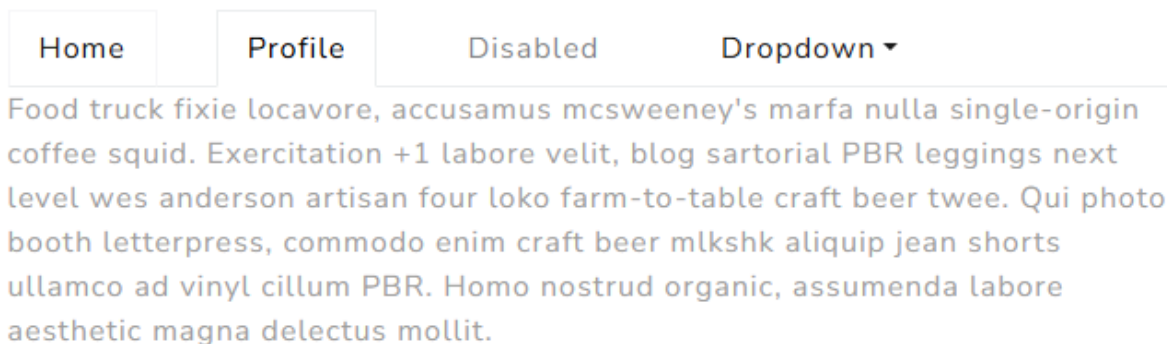 Home Profile Disabled Dropdown
Food truck fixie locavore, accusamus mcsweeney's marfa nulla single-origin
coffee squid. Exercitation +1 labore velit, blog sartorial PBR leggings next
level wes anderson artisan four loko farm-to-table craft beer twee. Qui photo
booth letterpress, commodo enim craft beer mlkshk aliquip jean shorts
ullamco ad vinyl cillum PBR. Homo nostrud organic, assumenda labore
aesthetic magna delectus mollit.